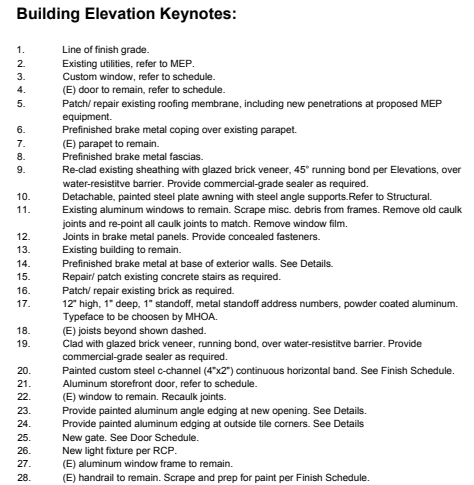 Building Elevation Keynotes:
1. Line of finish grade.
2. Existing utilities, refer to MEP.
3. Custom window, refer to schedule.
4. (E) door to remain, refer to schedule.
5. Patch/ repair existing roofing membrane, including new penetrations at proposed MEP
equipment.
6. Prefinished brake metal coping over existing parapet.
7. (E) parapet to remain.
8. Prefinished brake metal fascias.
9. Re-clad existing sheathing with glazed brick veneer, 45° running bond per Elevations, over
water-resistitve barrier. Provide commercial-grade sealer as required.
10. Detachable, painted steel plate awning with steel angle supports.Refer to Structural.
11. Existing aluminum windows to remain. Scrape misc. debris from frames. Remove old caulk
joints and re-point all caulk joints to match. Remove window film.
12. Joints in brake metal panels. Provide concealed fasteners.
13. Existing building to remain.
14. Prefinished brake metal at base of exterior walls. See Details.
15. Repair/ patch existing concrete stairs as required.
16. Patch/ repair existing brick as required.
17. 12" high, 1" deep, 1" standoff, metal standoff address numbers, powder coated aluminum.
Typeface to be choosen by MHOA.
18. (E) joists beyond shown dashed.
19. Clad with glazed brick veneer, running bond, over water-resistitve barrier. Provide
commercial-grade sealer as required.
20. Painted custom steel c-channel (4"x2") continuous horizontal band. See Finish Schedule.
21. Aluminum storefront door, refer to schedule.
22. (E) window to remain. Recaulk joints.
23. Provide painted aluminum angle edging at new opening. See Details.
24. Provide painted aluminum edging at outside tile corners. See Details
25. New gate. See Door Schedule.
26. New light fixture per RCP.
27. (E) aluminum window frame to remain.
28. (E) handrail to remain. Scrape and prep for paint per Finish Schedule.